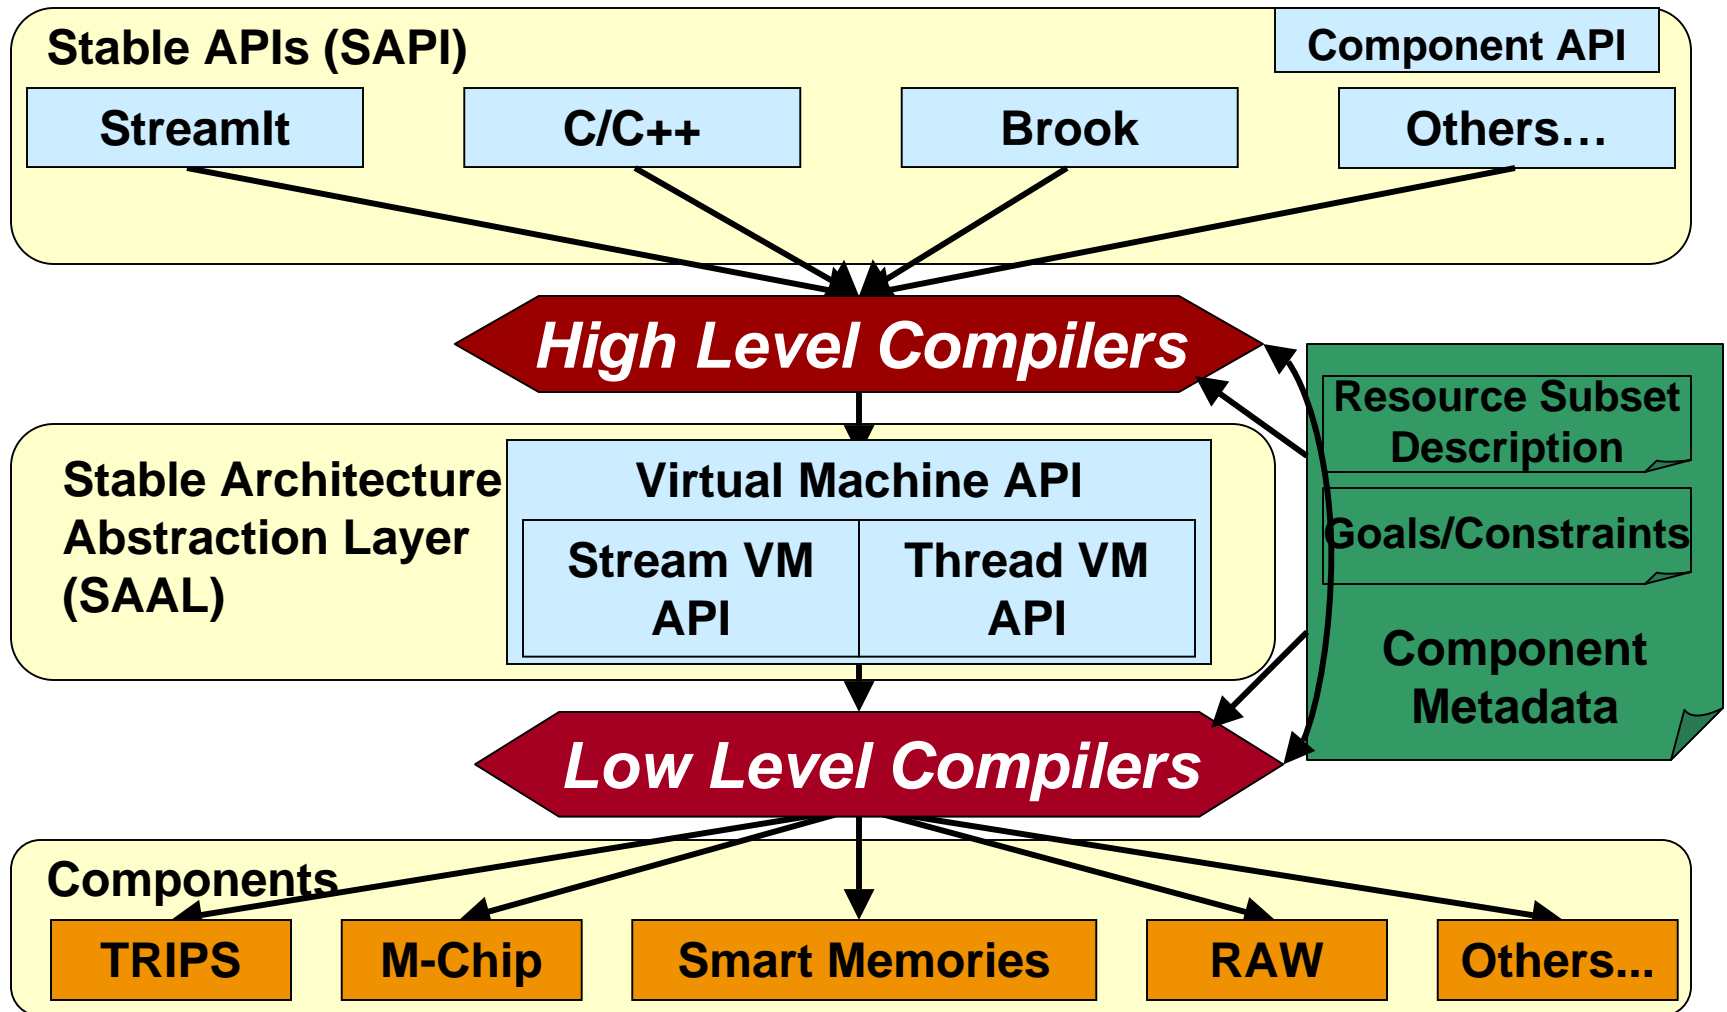 Stable APIs (SAPI)
Component API
StreamIt
C/C++
Brook
Others…
High Level Compilers
Resource Subset
Description
Goals/Constraints
Component
Metadata
Stable Architecture
Abstraction Layer
(SAAL)
Virtual Machine API
Stream VM
API
Thread VM
API
Low Level Compilers
Components
TRIPS
M-Chip
Smart Memories
RAW
Others...